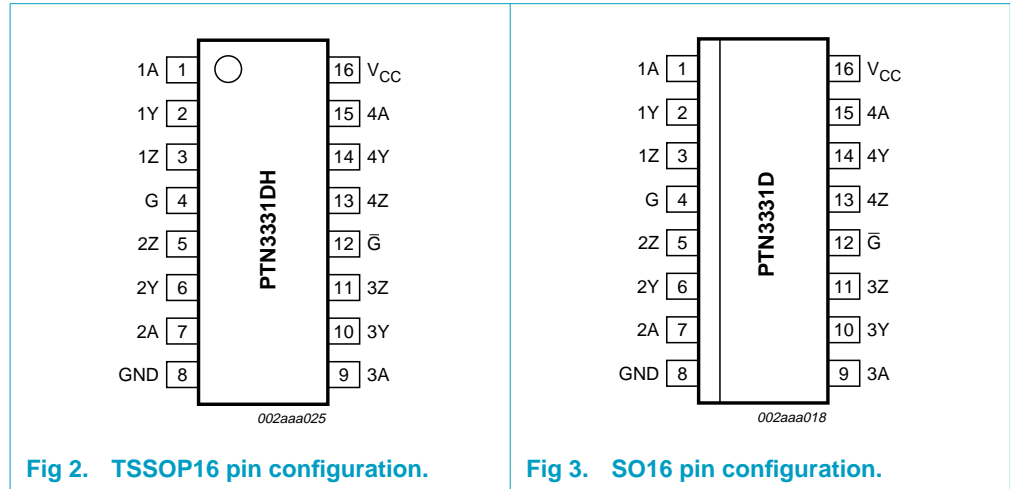 1A 1 16 VCC
1Y 2 15 4A
1Z 3 14 4Y
G 4 13 4Z
2Z 5 12 G̅
2Y 6 11 3Z
2A 7 10 3Y
GND 8 9 3A
PTN3331DH
002aaa025
Fig 2. TSSOP16 pin configuration.
1A 1 16 VCC
1Y 2 15 4A
1Z 3 14 4Y
G 4 13 4Z
2Z 5 12 G̅
2Y 6 11 3Z
2A 7 10 3Y
GND 8 9 3A
PTN3331D
002aaa018
Fig 3. SO16 pin configuration.